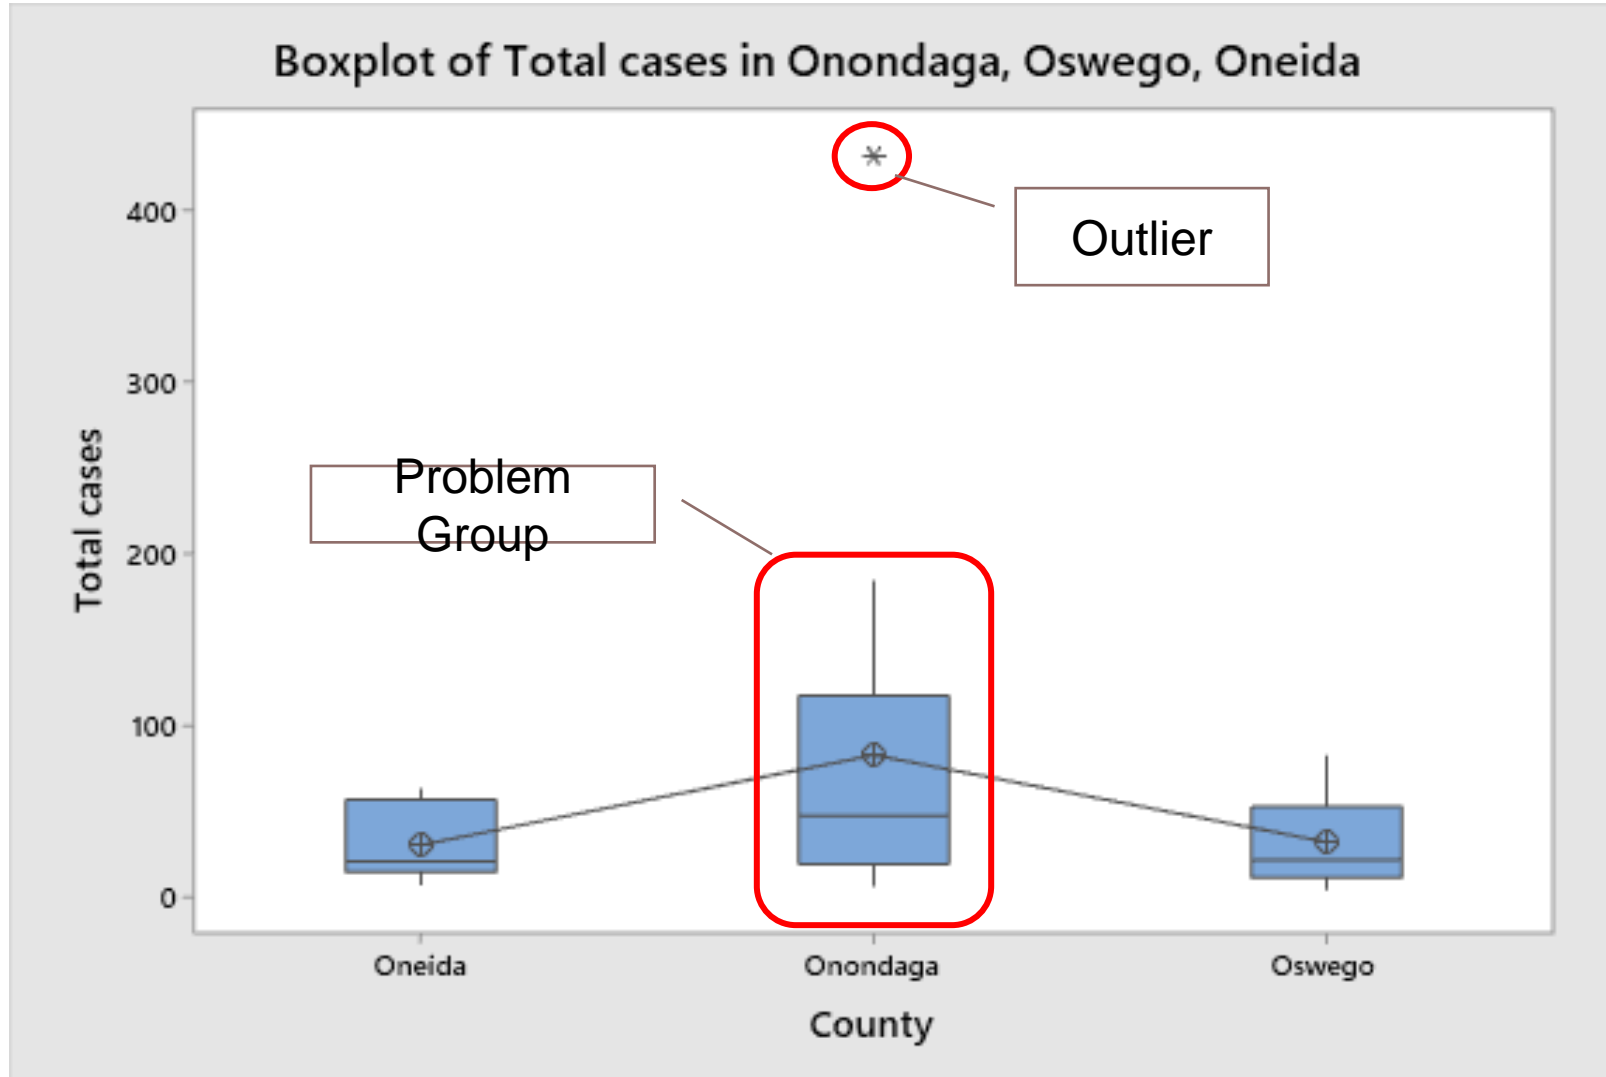 Boxplot of Total cases in Onondaga, Oswego, Oneida
Outlier
Problem
Group
Total cases
400
300
200
100
0
Oneida
Onondaga
Oswego
County